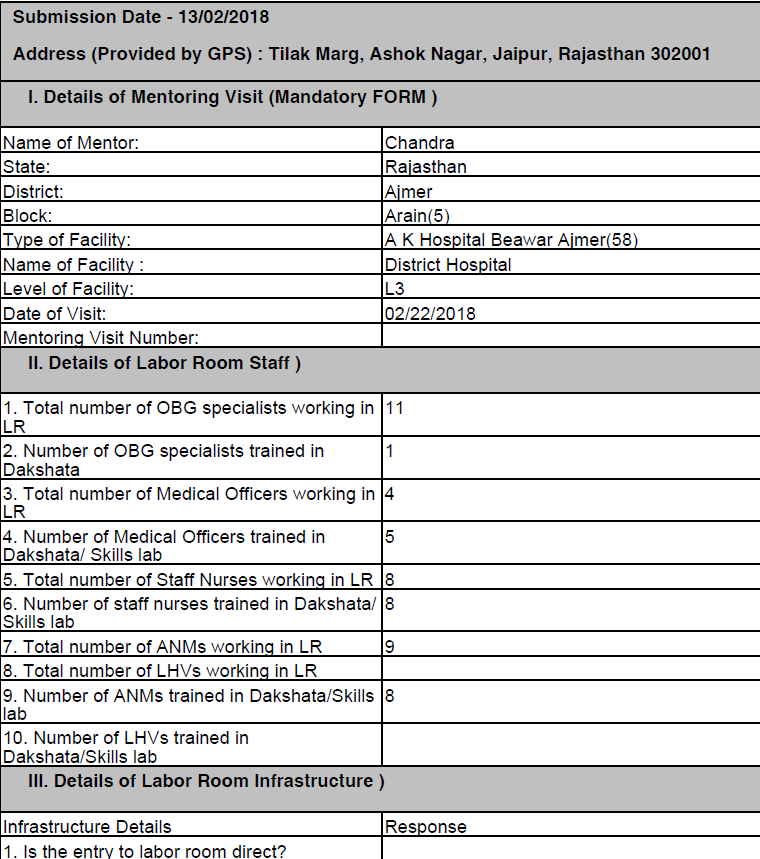 Submission Date - 13/02/2018
Address (Provided by GPS) : Tilak Marg, Ashok Nagar, Jaipur, Rajasthan 302001
I. Details of Mentoring Visit (Mandatory FORM )
Name of Mentor: Chandra
State: Rajasthan
District: Ajmer
Block: Arain(5)
Type of Facility: A K Hospital Beawar Ajmer(58)
Name of Facility : District Hospital
Level of Facility: L3
Date of Visit: 02/22/2018
Mentoring Visit Number:
II. Details of Labor Room Staff )
1. Total number of OBG specialists working in 11
LR
2. Number of OBG specialists trained in 1
Dakshata
3. Total number of Medical Officers working in 4
LR
4. Number of Medical Officers trained in 5
Dakshata/ Skills lab
5. Total number of Staff Nurses working in LR 8
6. Number of staff nurses trained in Dakshata/ 8
Skills lab
7. Total number of ANMs working in LR 9
8. Total number of LHVs working in LR
9. Number of ANMs trained in Dakshata/Skills 8
lab
10. Number of LHVs trained in
Dakshata/Skills lab
III. Details of Labor Room Infrastructure )
Infrastructure Details Response
1. Is the entry to labor room direct?